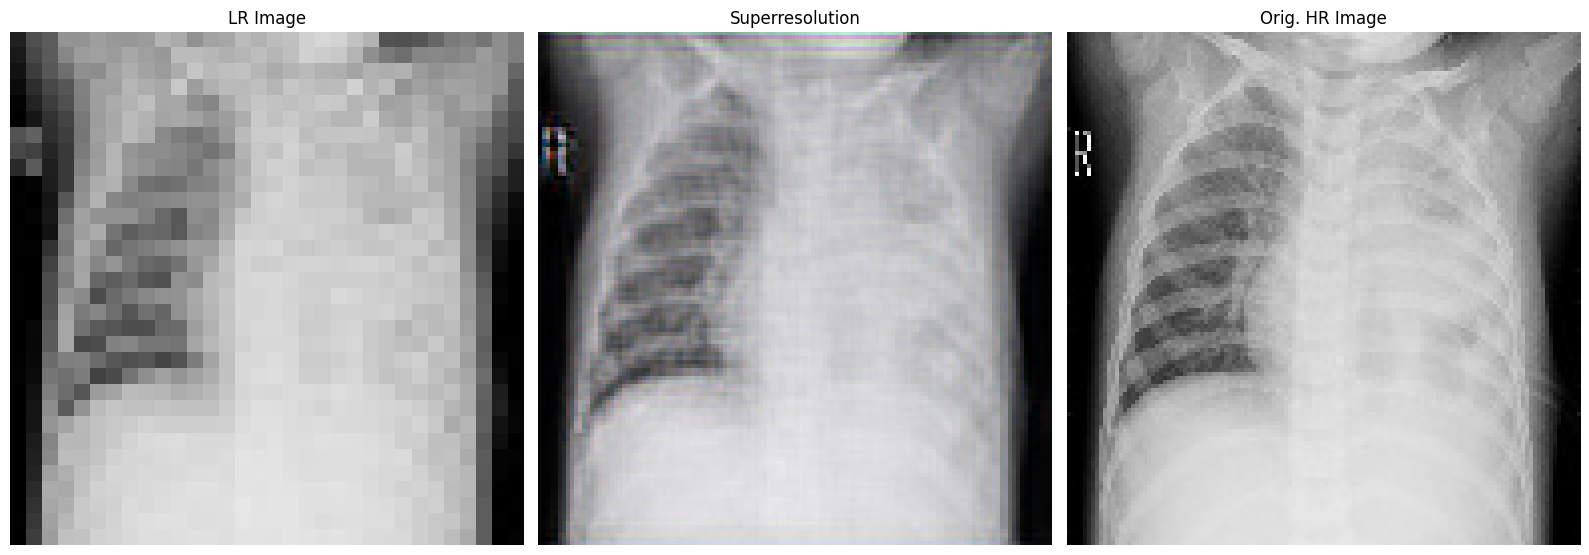 LR Image
Superresolution
Orig. HR Image
R